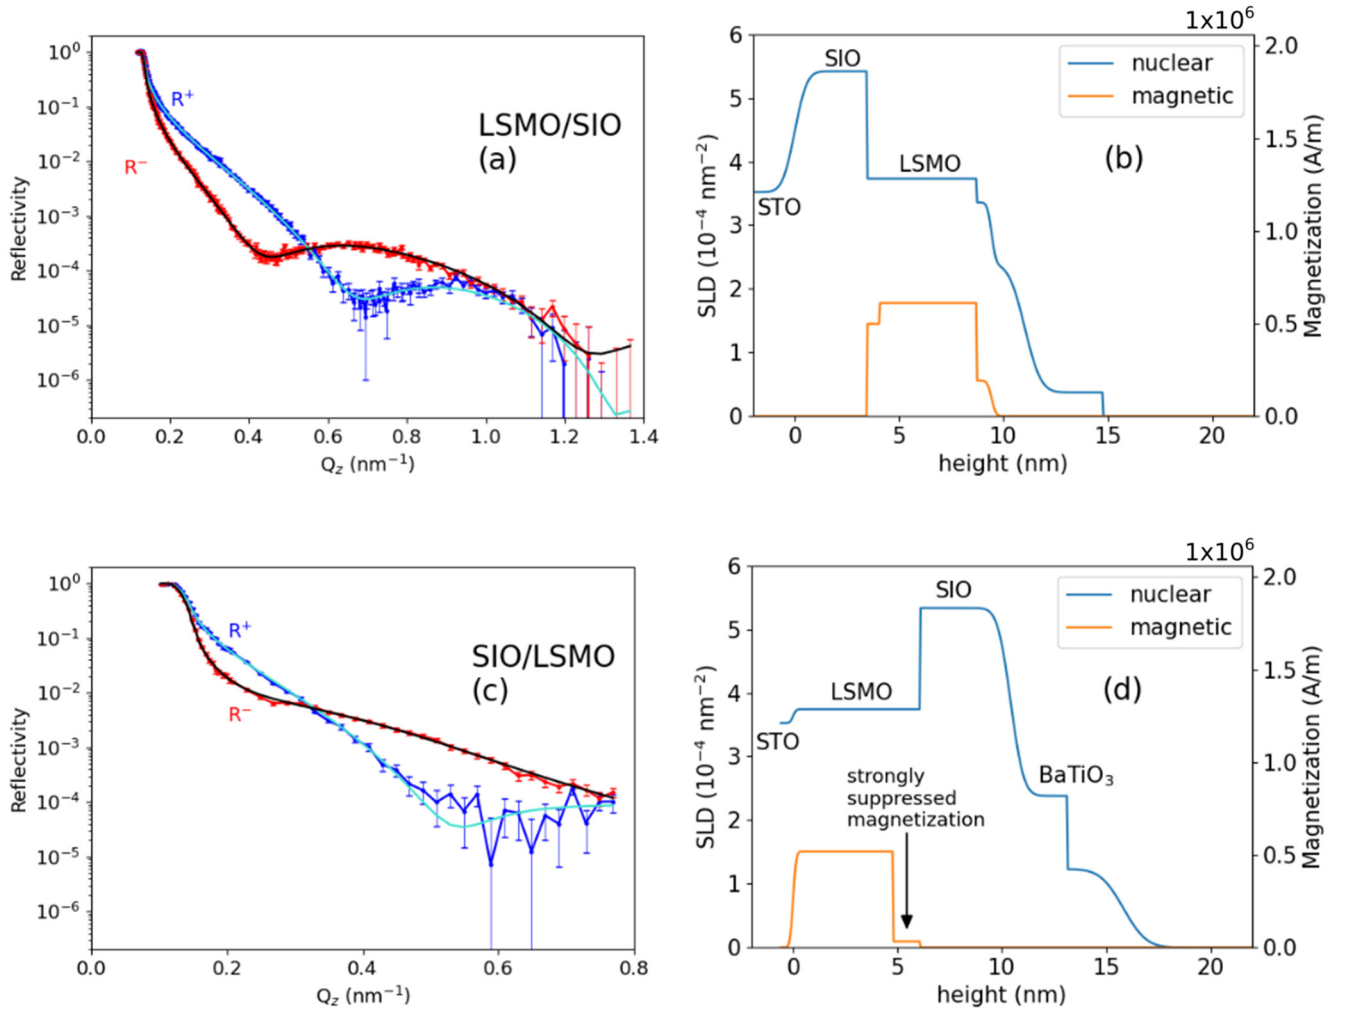 10⁰
10⁻¹
10⁻²
10⁻³
10⁻⁴
10⁻⁵
10⁻⁶
Reflectivity
R⁺
R⁻
LSMO/SIO
(a)
0.0 0.2 0.4 0.6 0.8 1.0 1.2 1.4
Q_z (nm⁻¹)
1x10⁶
6
5
4
3
2
1
0
SLD (10⁻⁴ nm⁻²)
SIO
nuclear
magnetic
LSMO
(b)
STO
2.0
1.5
1.0
0.5
0.0
Magnetization (A/m)
0 5 10 15 20
height (nm)
10⁰
10⁻¹
10⁻²
10⁻³
10⁻⁴
10⁻⁵
10⁻⁶
Reflectivity
R⁺
R⁻
SIO/LSMO
(c)
0.0 0.2 0.4 0.6 0.8
Q_z (nm⁻¹)
1x10⁶
6
5
4
3
2
1
0
SLD (10⁻⁴ nm⁻²)
SIO
nuclear
magnetic
LSMO
(d)
STO
BaTiO₃
strongly
suppressed
magnetization
2.0
1.5
1.0
0.5
0.0
Magnetization (A/m)
0 5 10 15 20
height (nm)